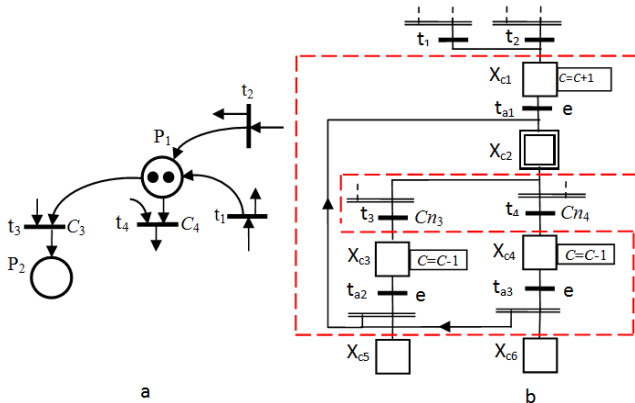 t2
P1
t3
C3
t4
C4
t1
P2
a
t1
t2
Xc1
C=C+1
ta1
e
Xc2
t3
Cn3
t4
Cn4
Xc3
C=C-1
Xc4
C=C-1
ta2
e
ta3
e
Xc5
Xc6
b